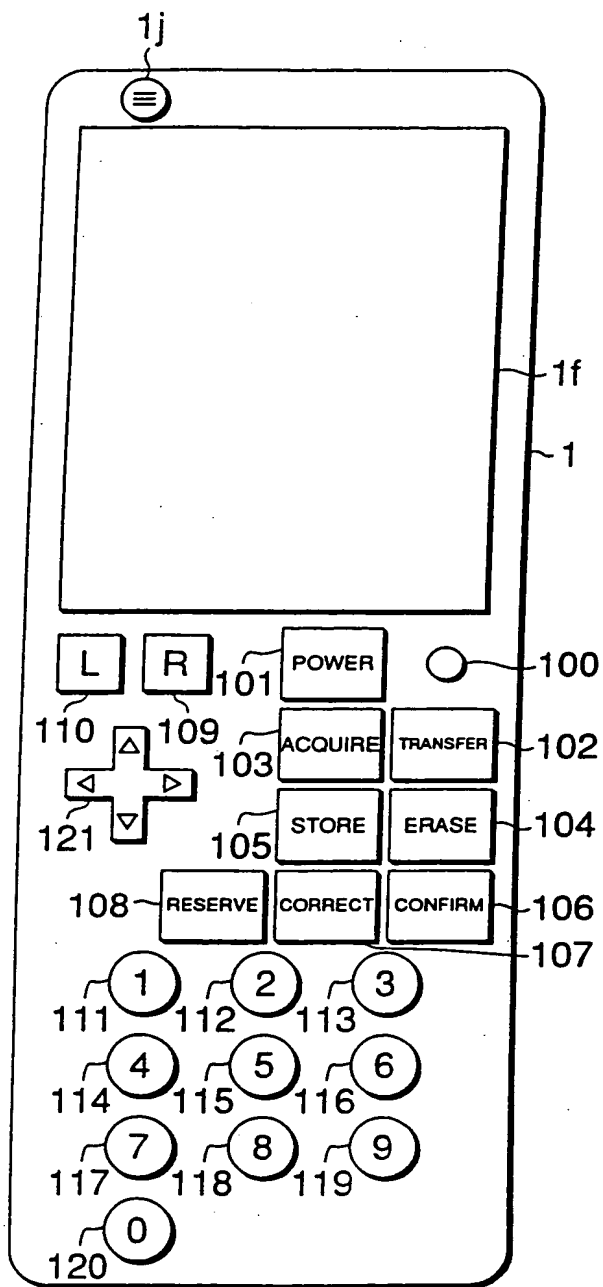 1j
1f
1
L R 101 POWER 100
110 109
103 ACQUIRE TRANSFER 102
121
105 STORE ERASE 104
108 RESERVE CORRECT CONFIRM 106
107
1 2 3
111 112 113
4 5 6
114 115 116
7 8 9
117 118 119
0
120